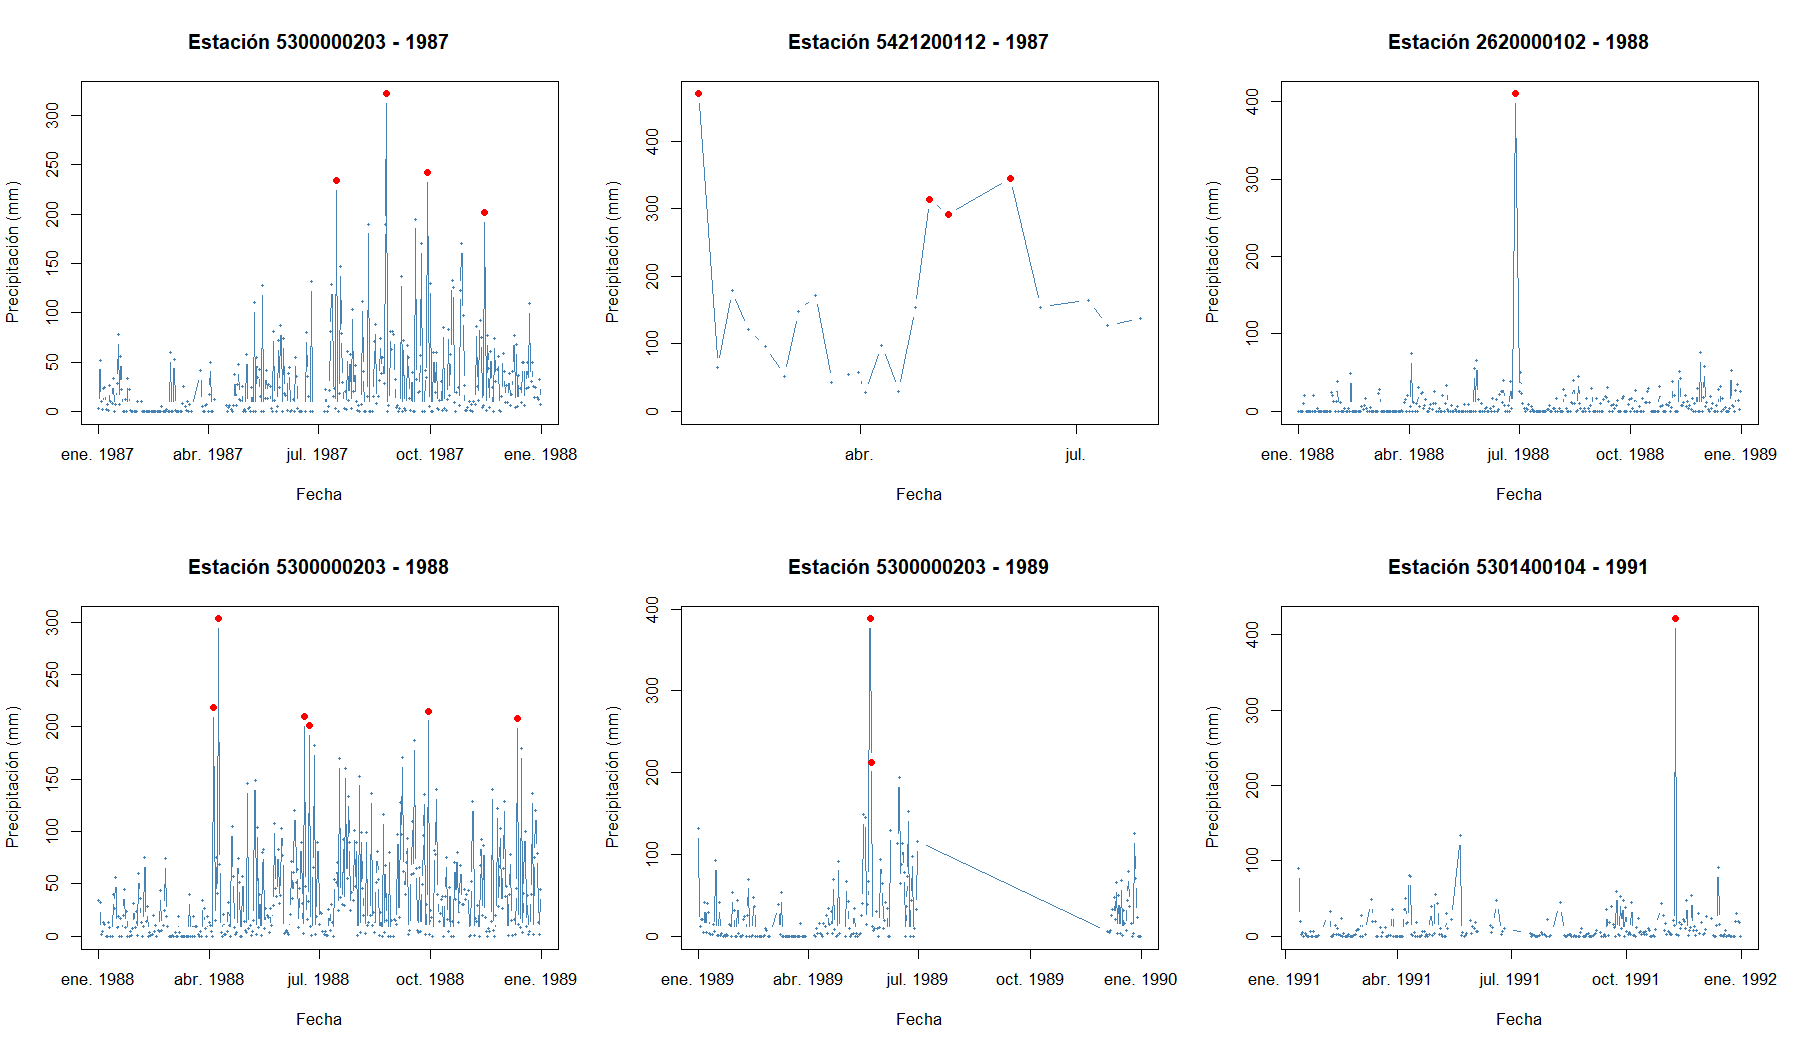 Estación 5300000203 - 1987
Precipitación (mm)
300
250
200
150
100
50
0
ene. 1987 abr. 1987 jul. 1987 oct. 1987 ene. 1988
Fecha
Estación 5421200112 - 1987
Precipitación (mm)
400
300
200
100
0
abr. jul.
Fecha
Estación 2620000102 - 1988
Precipitación (mm)
400
300
200
100
0
ene. 1988 abr. 1988 jul. 1988 oct. 1988 ene. 1989
Fecha
Estación 5300000203 - 1988
Precipitación (mm)
300
250
200
150
100
50
0
ene. 1988 abr. 1988 jul. 1988 oct. 1988 ene. 1989
Fecha
Estación 5300000203 - 1989
Precipitación (mm)
400
300
200
100
0
ene. 1989 abr. 1989 jul. 1989 oct. 1989 ene. 1990
Fecha
Estación 5301400104 - 1991
Precipitación (mm)
400
300
200
100
0
ene. 1991 abr. 1991 jul. 1991 oct. 1991 ene. 1992
Fecha